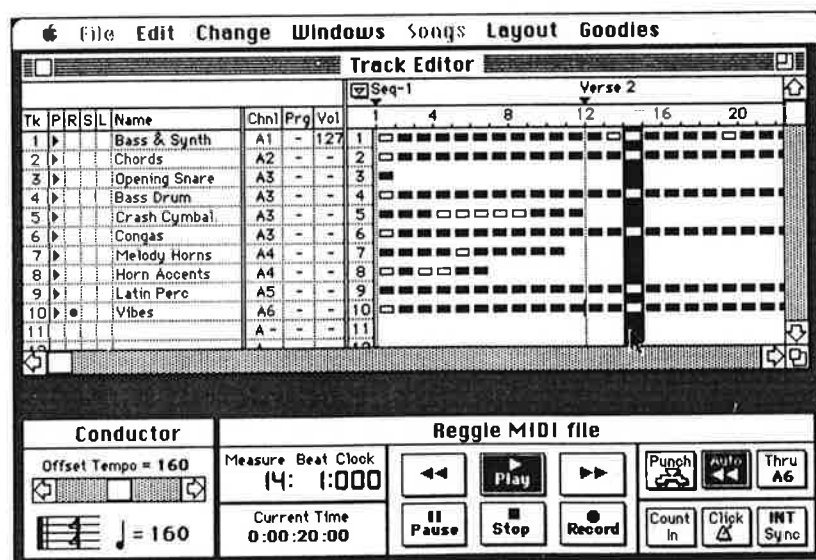 File Edit Change Windows Songs Layout Goodies
Track Editor
Seq-1 Verse 2
Tk P R S L Name Chnl Prg Vol 1 4 8 12 16 20
1 Bass & Synth A1 - 127 1
2 Chords A2 - - 2
3 Opening Snare A3 - - 3
4 Bass Drum A3 - - 4
5 Crash Cymbal A3 - - 5
6 Congas A3 - - 6
7 Melody Horns A4 - - 7
8 Horn Accents A4 - - 8
9 Latin Perc A5 - - 9
10 Vibes A6 - - 10
11 A - - - 11
Conductor
Offset Tempo = 160
= 160
Reggie MIDI file
Measure Beat Clock
14: 1:000
Current Time
0:00:20:00
Play
Pause Stop Record
Punch Auto Thru A6
Count In Click INT Sync